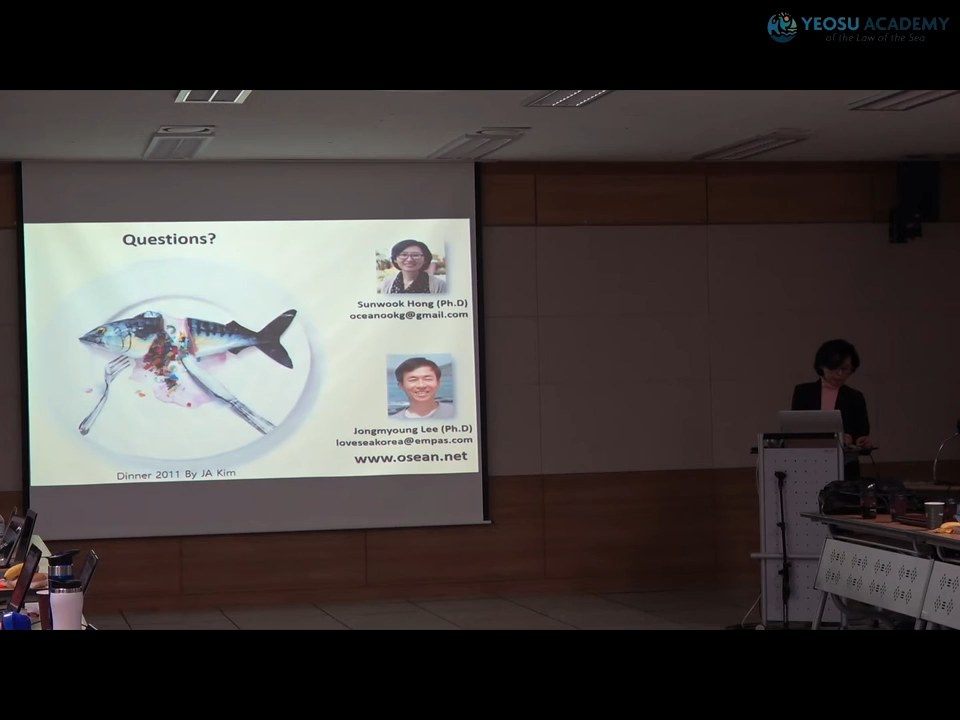 YEOSU ACADEMY
of the Law of the Sea
Questions?
Sunwook Hong (Ph.D)
oceanookg@gmail.com
Jongmyoung Lee (Ph.D)
loveseakorea@empas.com
www.osean.net
Dinner 2011 By JA Kim